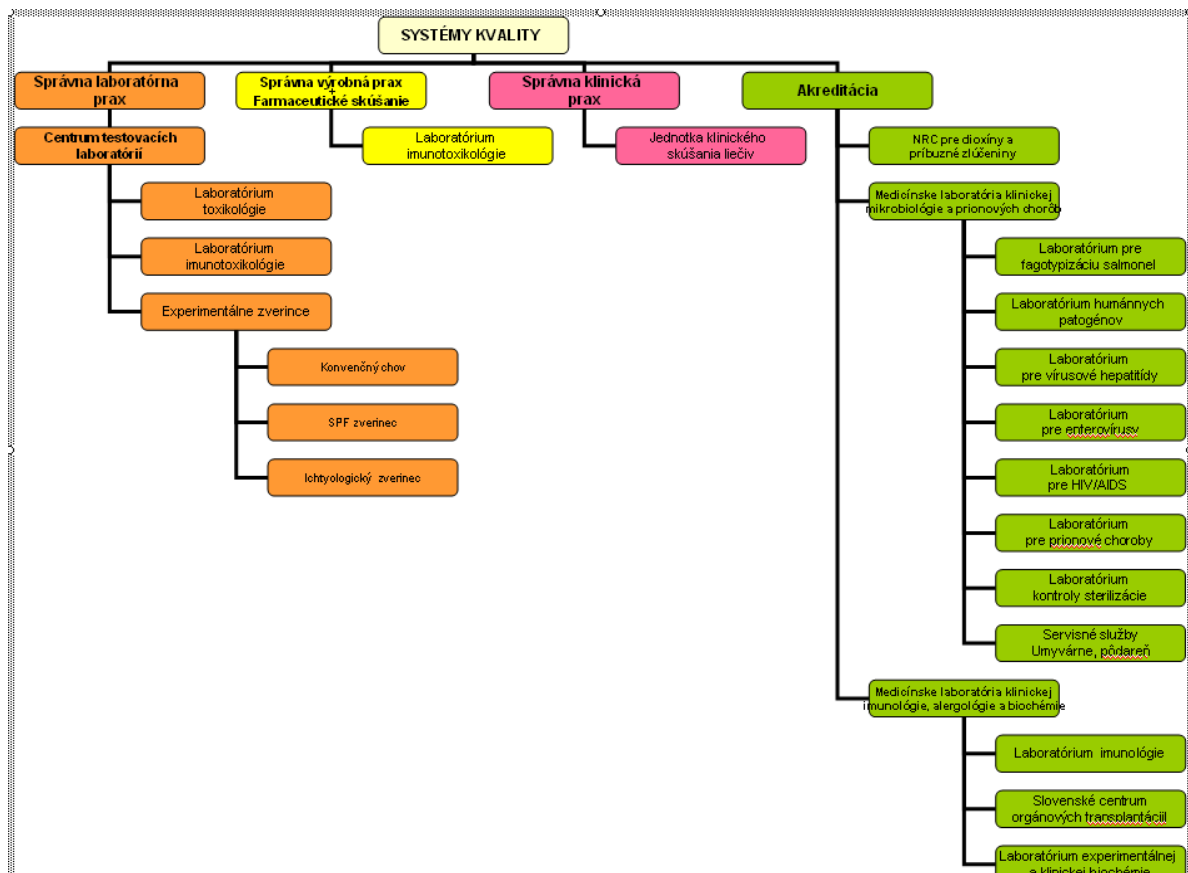 SYSTÉMY KVALITY
Správna laboratórna
prax
Centrum testovacích
laboratórií
Laboratórium
toxikológie
Laboratórium
imunotoxikológie
Experimentálne zverince
Konvenčný chov
SPF zverinec
Ichtyologický zverinec
Správna výrobná prax
+
Farmaceutické skúšanie
Laboratórium
imunotoxikológie
Správna klinická
prax
Jednotka klinického
skúšania liečiv
Akreditácia
NRC pre dioxíny a
príbuzné zlúčeniny
Medicínske laboratória klinickej
mikrobiológie a prionových chorôb
Laboratórium pre
fagotypizáciu salmonel
Laboratórium humánnych
patogénov
Laboratórium
pre vírusové hepatitídy
Laboratórium
pre enterovírusy
Laboratórium
pre HIV/AIDS
Laboratórium
pre prionové choroby
Laboratórium
kontroly sterilizácie
Servisné služby
Umyvárne, pôdareň
Medicínske laboratória klinickej
imunológie, alergológie a biochémie
Laboratórium imunológie
Slovenské centrum
orgánových transplantáciíl
Laboratórium experimentálnej
a klinickej biochémie